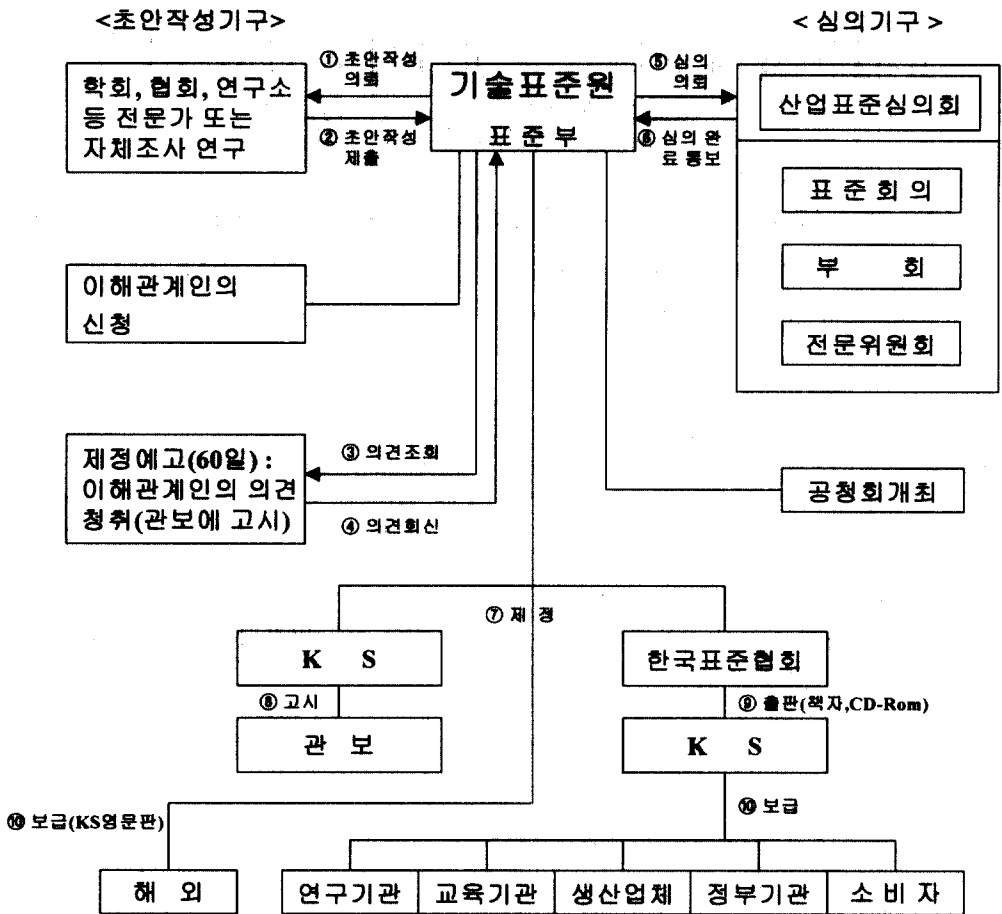 <초안작성기구>
< 심의기구 >
학회, 협회, 연구소
등 전문가 또는
자체조사 연구
① 초안작성
의뢰
② 초안작성
제출
기술표준원
표 준 부
⑤ 심의
의뢰
⑥ 심의 완
료 통보
산업표준심의회
표 준 회 의
부 회
전문위원회
이해관계인의
신청
제정예고(60일) :
이해관계인의 의견
청취(관보에 고시)
③ 의견조회
④ 의견회신
공청회개최
⑦ 제 정
K S
⑧ 고시
관 보
한국표준협회
⑨ 출판(책자,CD-Rom)
K S
⑩ 보급(KS영문판)
⑩ 보급
해 외
연구기관
교육기관
생산업체
정부기관
소 비 자